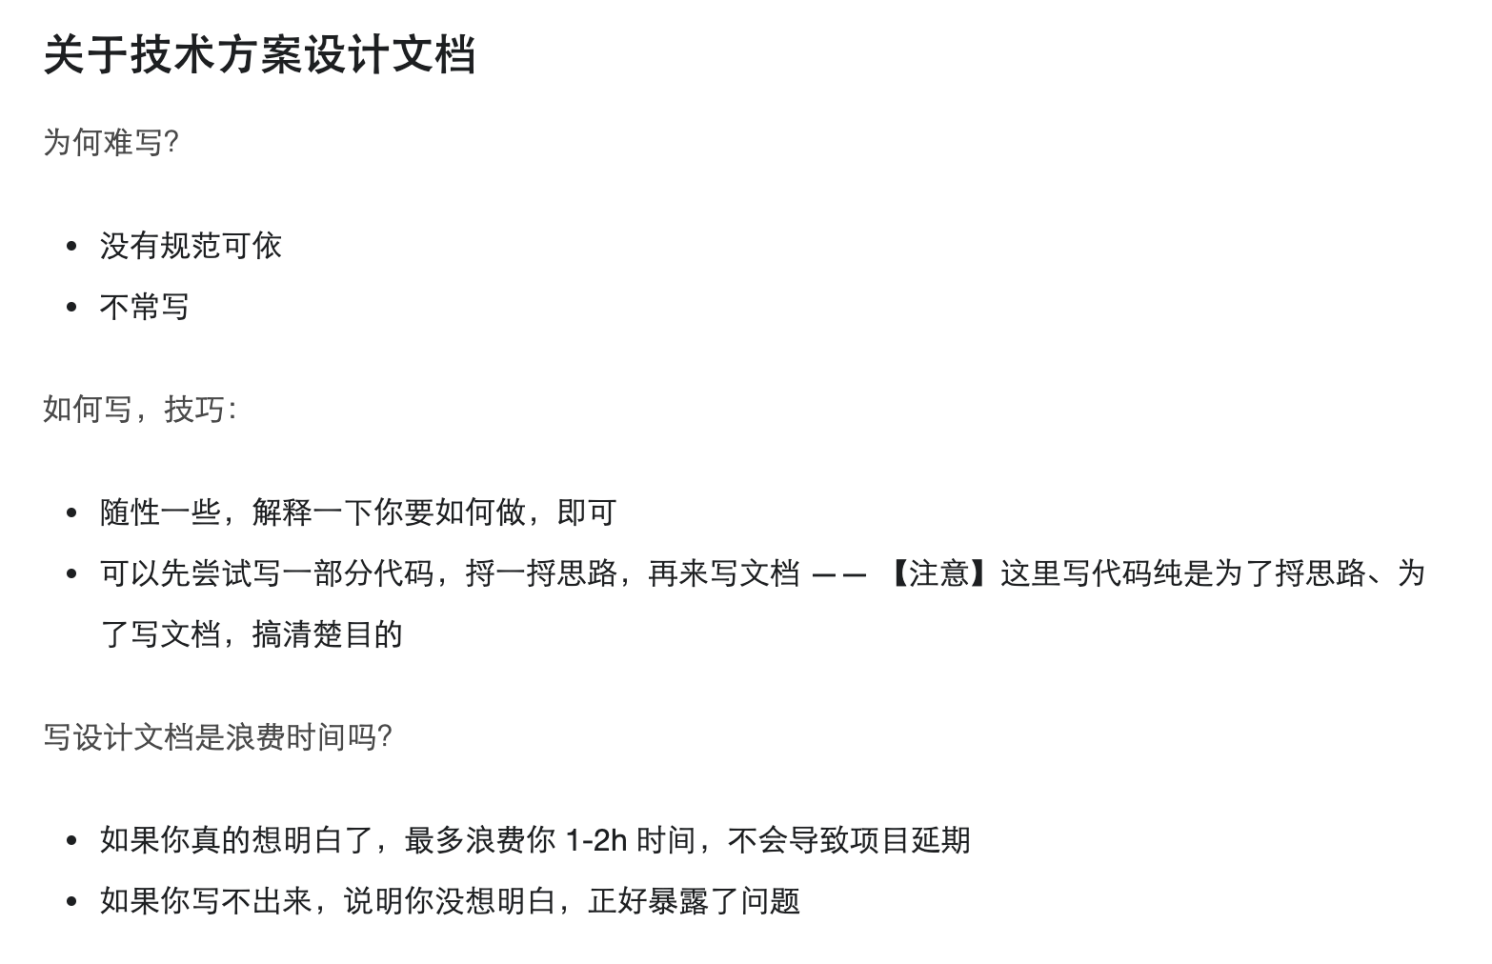 关于技术方案设计文档
为何难写？
• 没有规范可依
• 不常写
如何写，技巧：
• 随性一些，解释一下你要如何做，即可
• 可以先尝试写一部分代码，捋一捋思路，再来写文档 —— 【注意】这里写代码纯是为了捋思路、为
了写文档，搞清楚目的
写设计文档是浪费时间吗？
• 如果你真的想明白了，最多浪费你 1-2h 时间，不会导致项目延期
• 如果你写不出来，说明你没想明白，正好暴露了问题